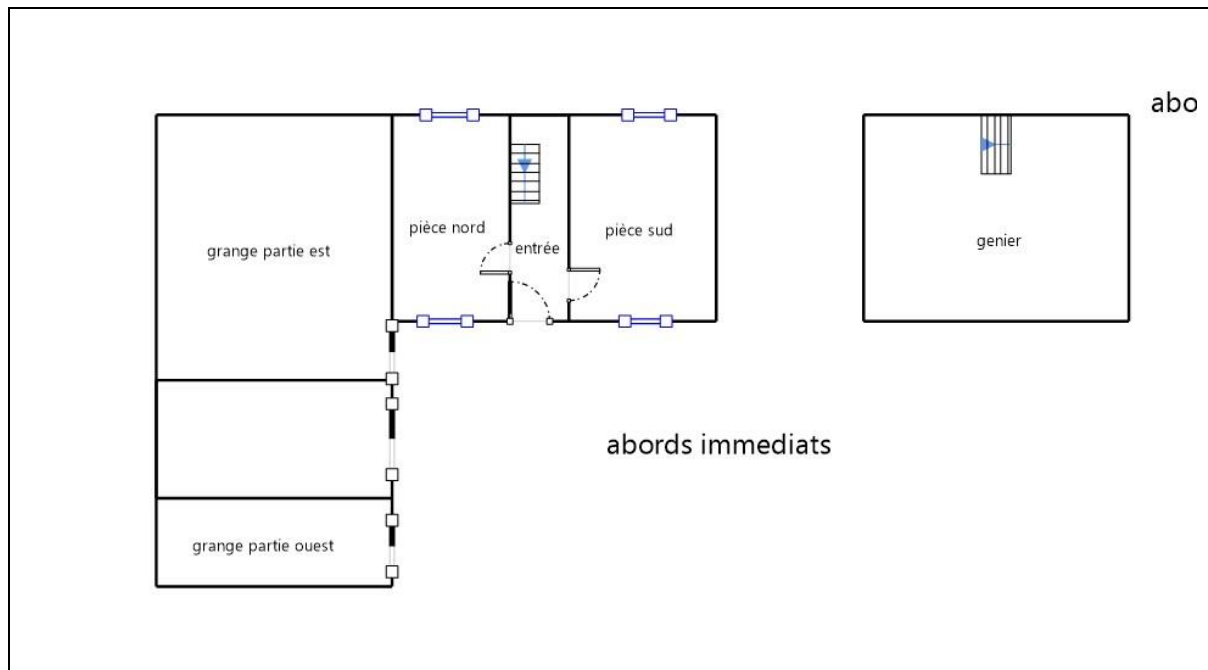 abo
pièce nord
pièce sud
entrée
genier
grange partie est
abords immediats
grange partie ouest